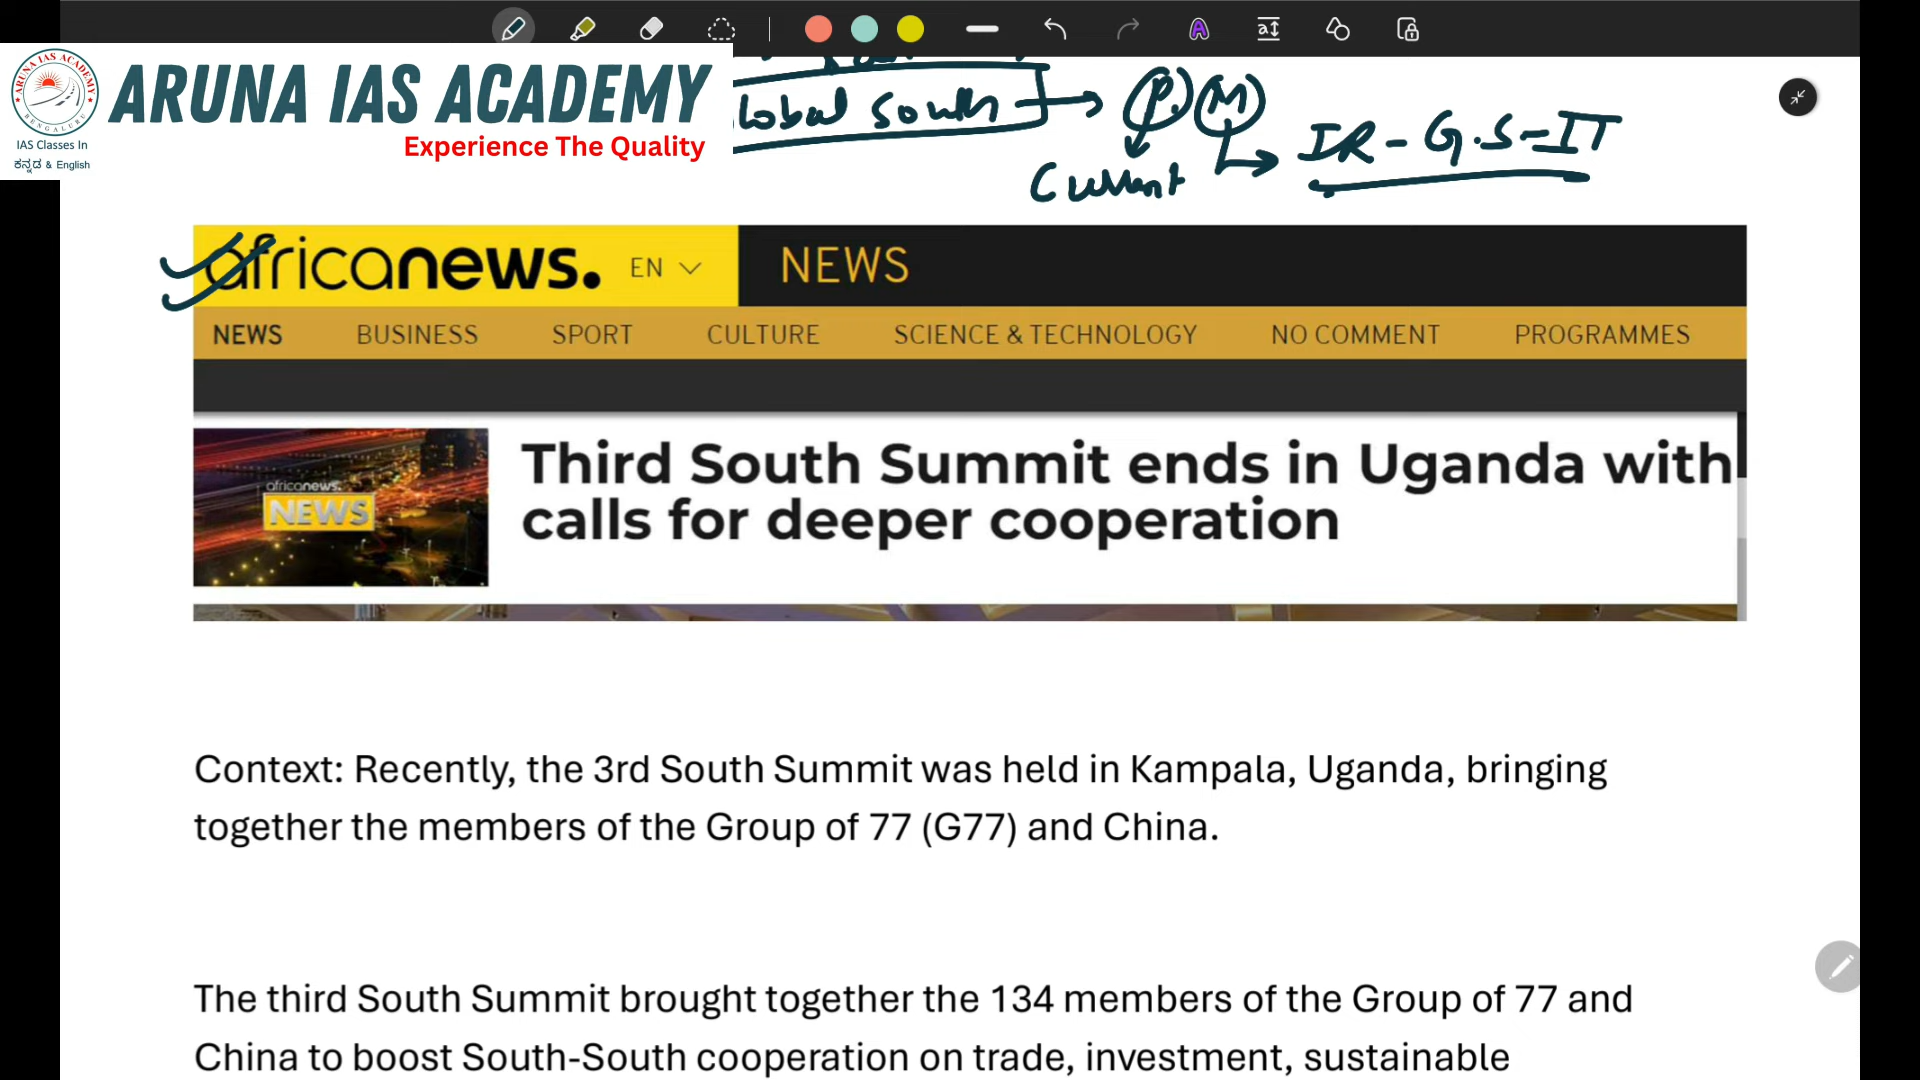 ARUNA IAS ACADEMY
BENGALURU
IAS Classes In
ಕನ್ನಡ & English
ARUNA IAS ACADEMY
Experience The Quality
lobal South → P. M
Current
IR - G.S - II
africanews. EN NEWS
NEWS BUSINESS SPORT CULTURE SCIENCE & TECHNOLOGY NO COMMENT PROGRAMMES
africanews.
NEWS
Third South Summit ends in Uganda with
calls for deeper cooperation
Context: Recently, the 3rd South Summit was held in Kampala, Uganda, bringing
together the members of the Group of 77 (G77) and China.
The third South Summit brought together the 134 members of the Group of 77 and
China to boost South-South cooperation on trade, investment, sustainable